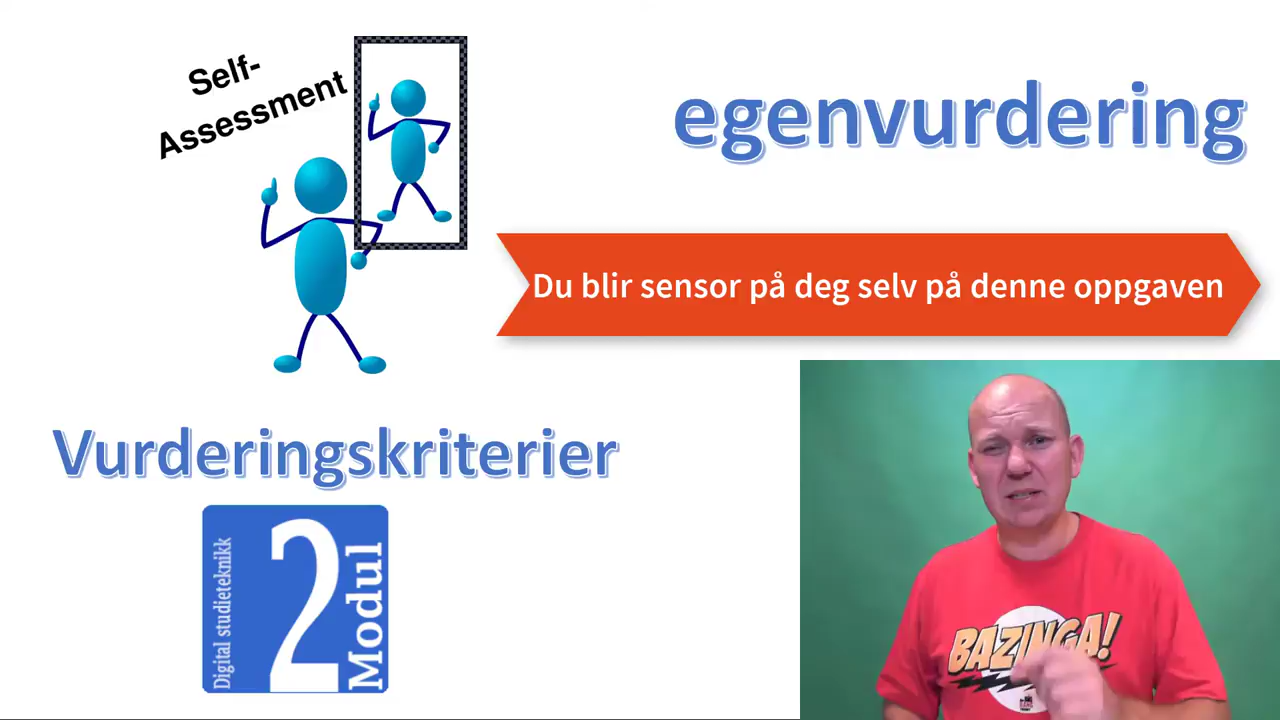 Self-
Assessment
egenvurdering
Du blir sensor på deg selv på denne oppgaven
Vurderingskriterier
Digital studieteknikk
2
Modul
BAZINGA!